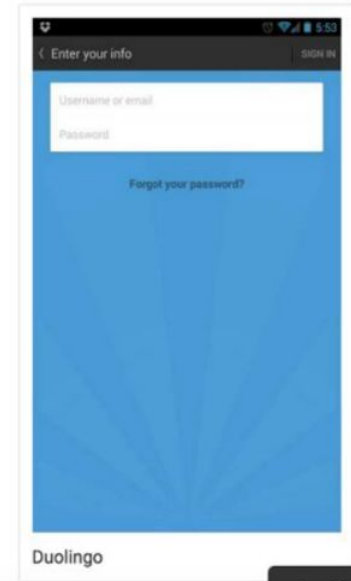 5:53
Enter your info
SIGN IN
Username or email
Password
Forgot your password?
Duolingo